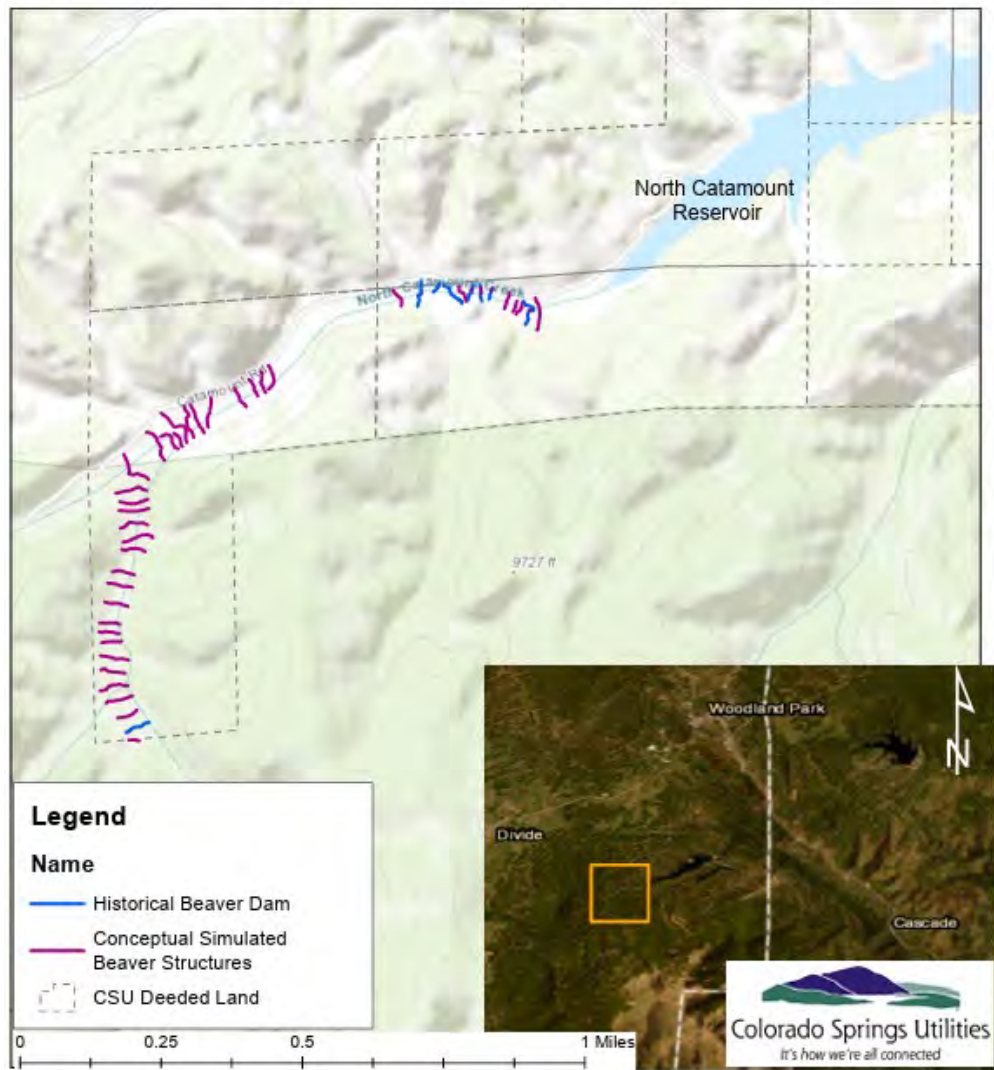 North Catamount
Reservoir
North Catamount Creek
Catamount Rd
9727 ft
Woodland Park
N
Divide
Cascade
Legend
Name
Historical Beaver Dam
Conceptual Simulated
Beaver Structures
CSU Deeded Land
0 0.25 0.5 1 Miles
Colorado Springs Utilities
It's how we're all connected